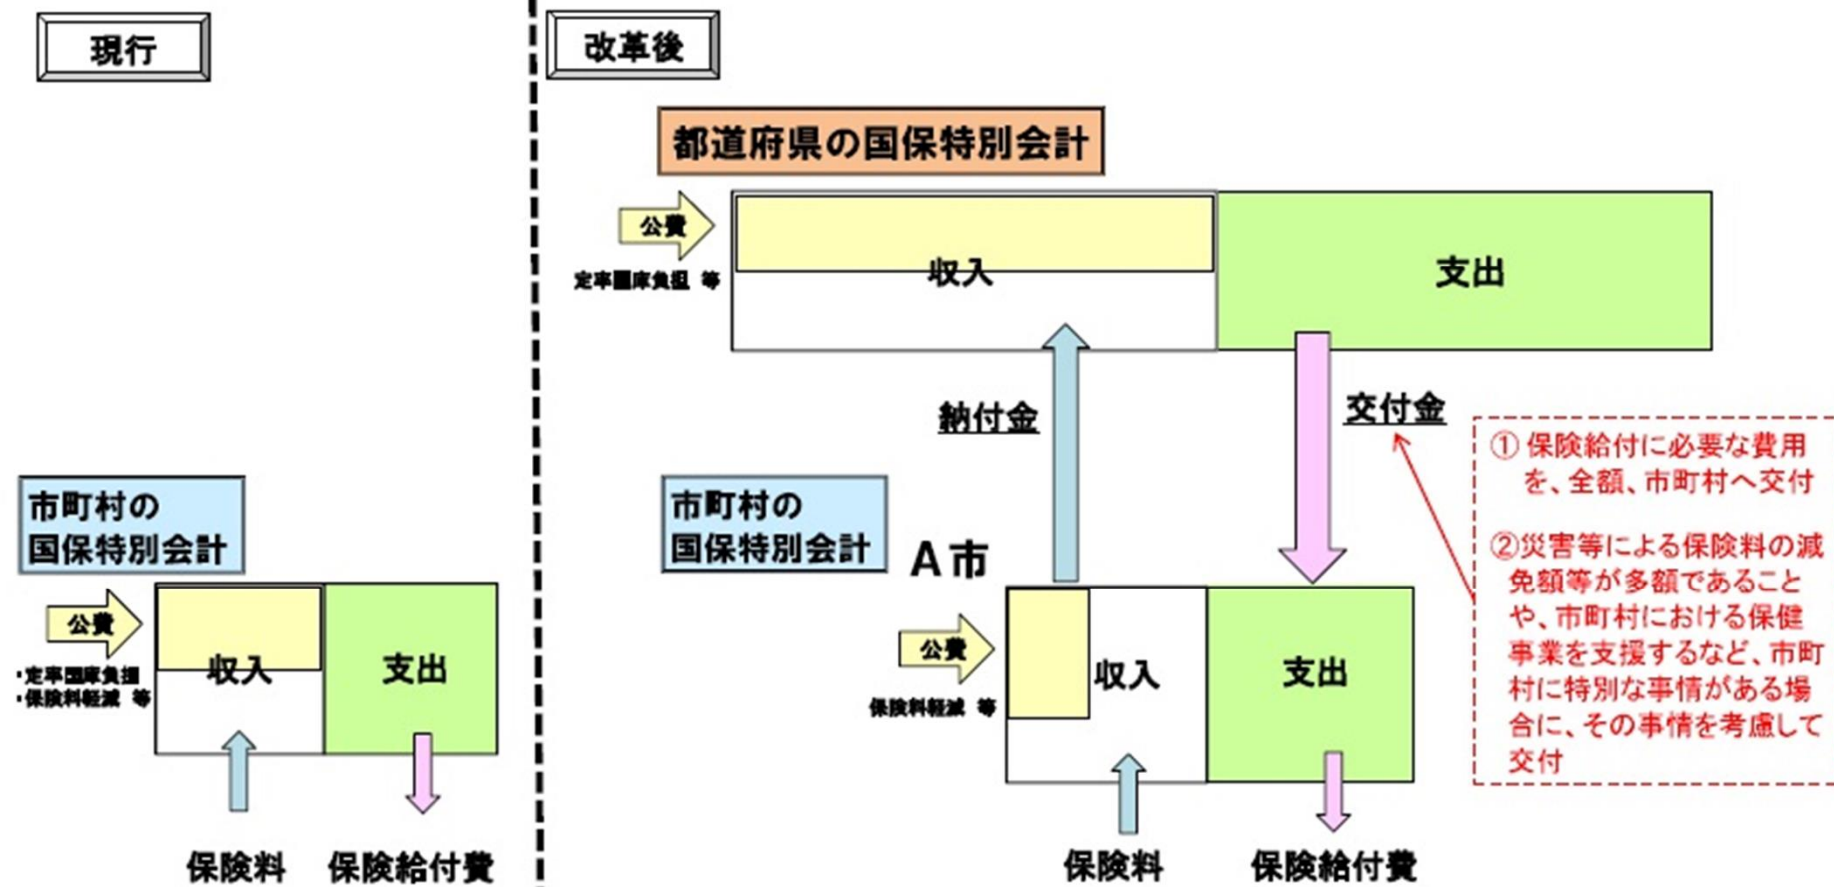 現行
市町村の
国保特別会計
公費
・定率国庫負担
・保険料軽減 等
収入
支出
保険料
保険給付費
改革後
都道府県の国保特別会計
公費
定率国庫負担 等
収入
支出
納付金
交付金
市町村の
国保特別会計
A市
公費
保険料軽減 等
収入
支出
保険料
保険給付費
① 保険給付に必要な費用
を、全額、市町村へ交付
②災害等による保険料の減
免額等が多額であること
や、市町村における保健
事業を支援するなど、市町
村に特別な事情がある場
合に、その事情を考慮して
交付